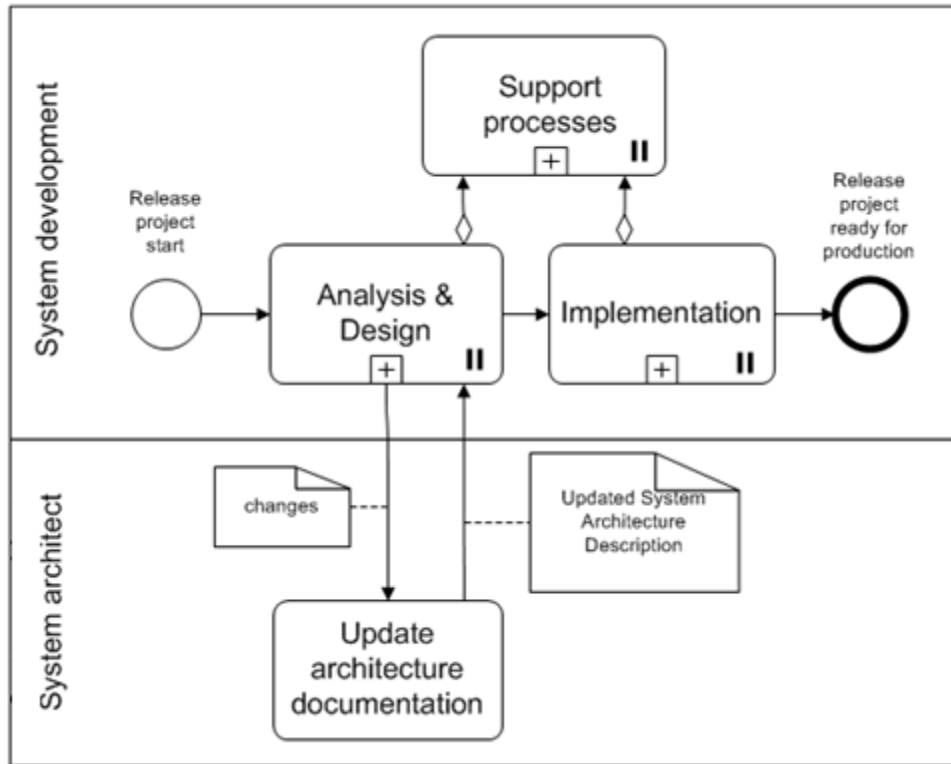 System development
Support
processes
+
Release
project
start
Release
project
ready for
production
Analysis &
Design
+
Implementation
+
System architect
changes
Updated System
Architecture
Description
Update
architecture
documentation